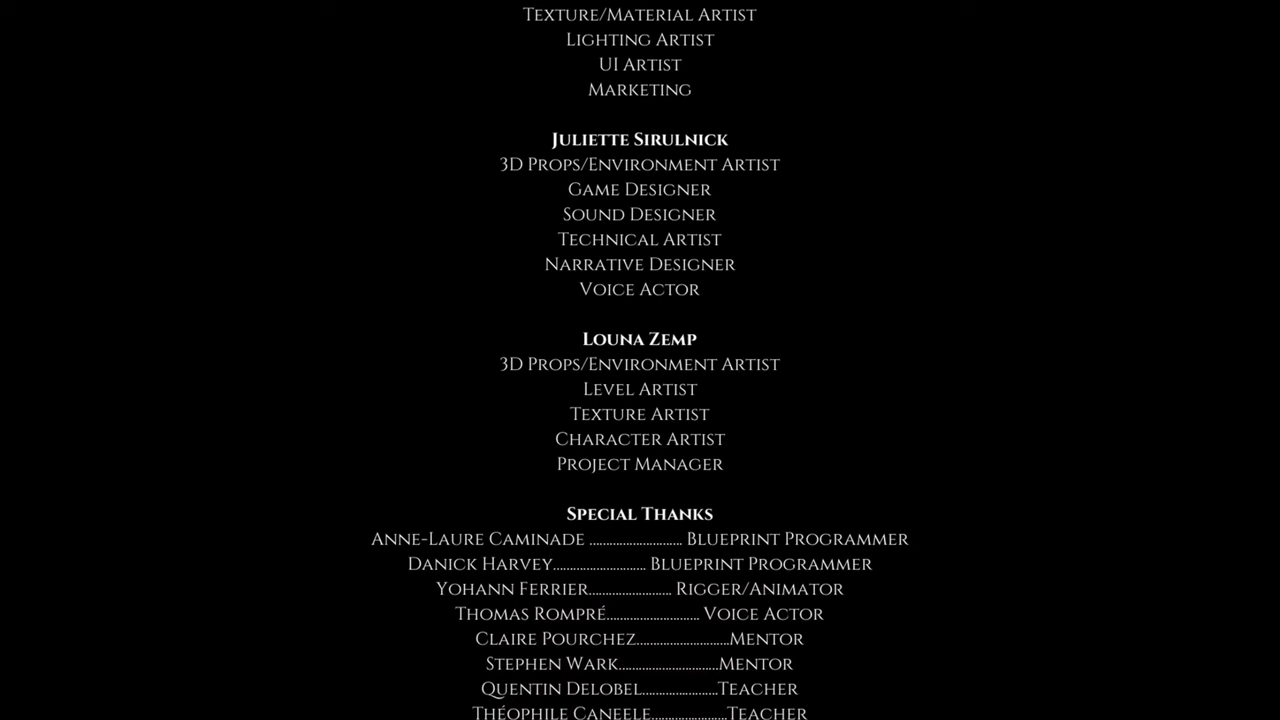 Texture/Material Artist
Lighting Artist
UI Artist
Marketing
Juliette Sirulnick
3D Props/Environment Artist
Game Designer
Sound Designer
Technical Artist
Narrative Designer
Voice Actor
Louna Zemp
3D Props/Environment Artist
Level Artist
Texture Artist
Character Artist
Project Manager
Special Thanks
Anne-Laure Caminade ............................ Blueprint Programmer
Danick Harvey............................ Blueprint Programmer
Yohann Ferrier......................... Rigger/Animator
Thomas Rompré............................ Voice Actor
Claire Pourchez............................Mentor
Stephen Wark..............................Mentor
Quentin Delobel.......................Teacher
Théophile Caneele.......................Teacher